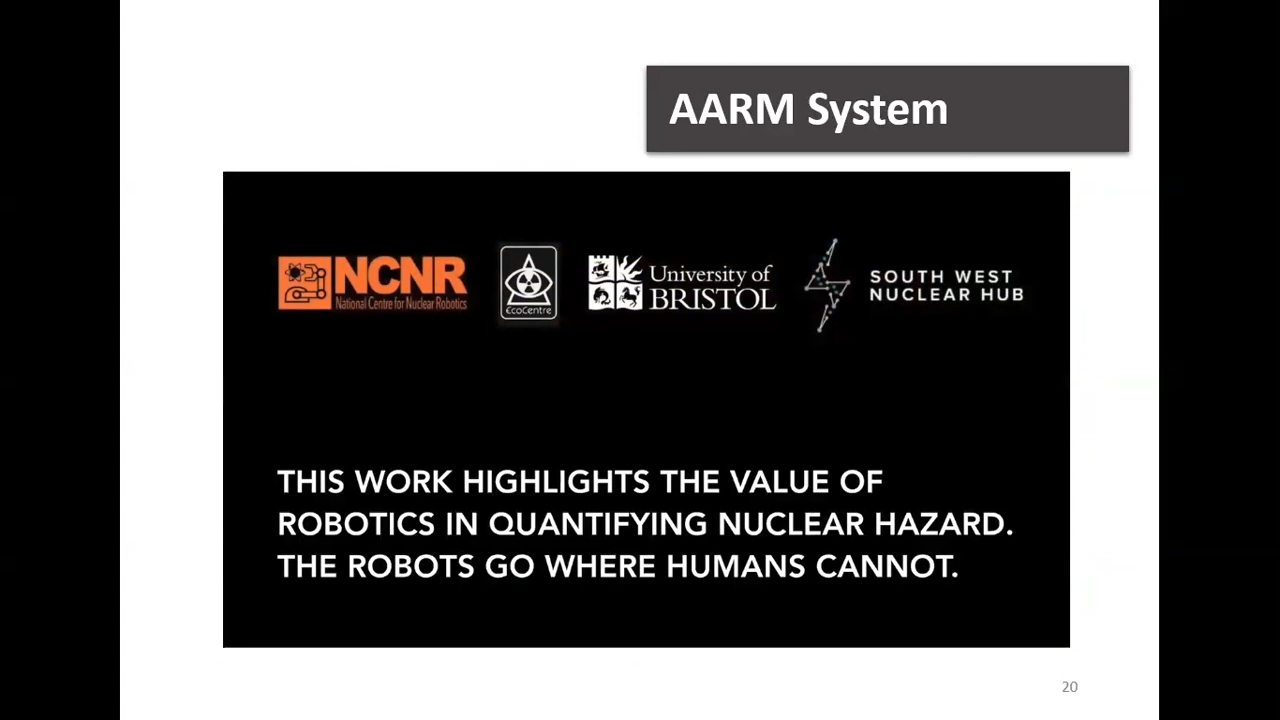 AARM System
NCNR
National Centre for Nuclear Robotics
EcoCentre
University of
BRISTOL
SOUTH WEST
NUCLEAR HUB
THIS WORK HIGHLIGHTS THE VALUE OF
ROBOTICS IN QUANTIFYING NUCLEAR HAZARD.
THE ROBOTS GO WHERE HUMANS CANNOT.
20